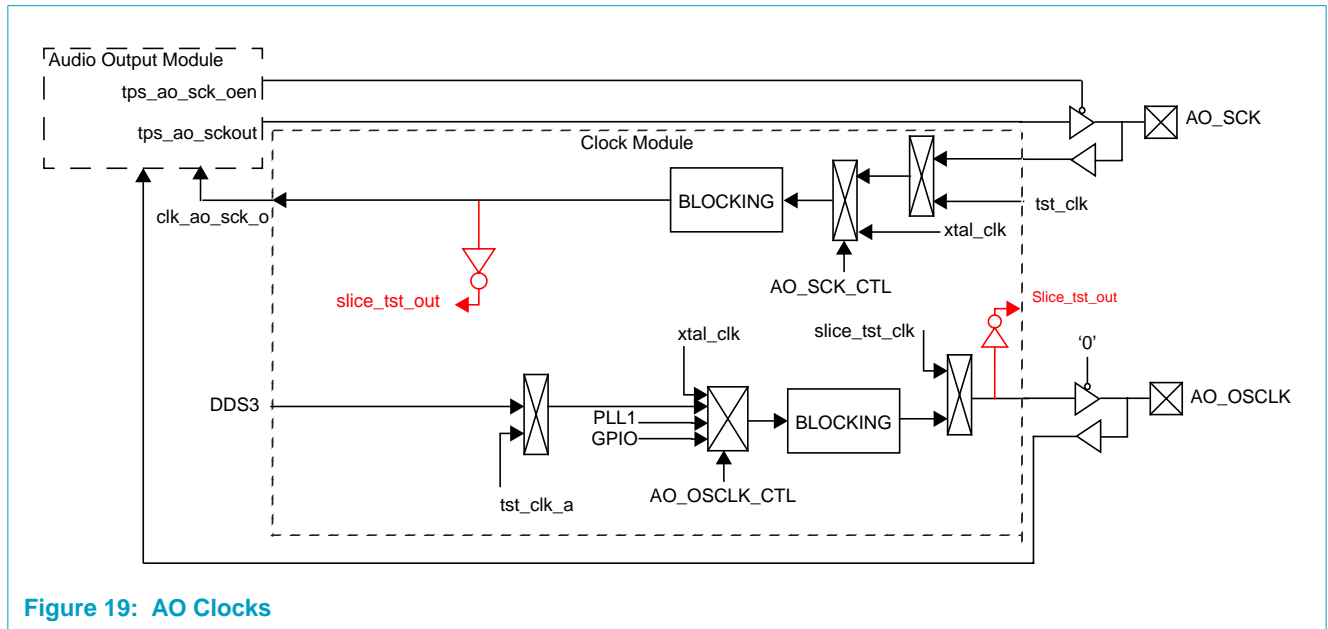 Audio Output Module
tps_ao_sck_oen
tps_ao_sckout
AO_SCK
Clock Module
BLOCKING
tst_clk
clk_ao_sck_o
xtal_clk
AO_SCK_CTL
slice_tst_out
Slice_tst_out
xtal_clk
slice_tst_clk
‘0’
DDS3
AO_OSCLK
PLL1
GPIO
BLOCKING
tst_clk_a
AO_OSCLK_CTL
Figure 19: AO Clocks